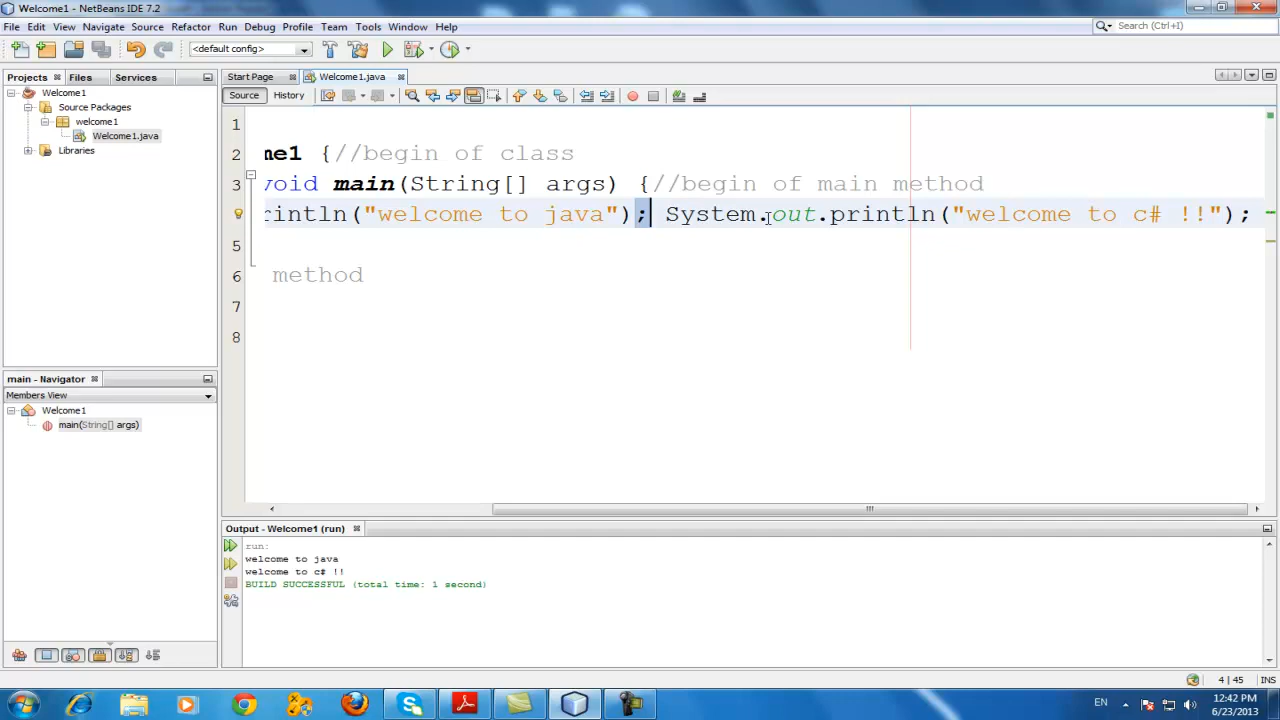 Welcome1 - NetBeans IDE 7.2
File Edit View Navigate Source Refactor Run Debug Profile Team Tools Window Help
Search (Ctrl+I)
<default config>
Projects Files Services
Start Page Welcome1.java
Source History
Welcome1
Source Packages
welcome1
Welcome1.java
Libraries
1
2 me1 {//begin of class
3 void main(String[] args) {//begin of main method
rintln("welcome to java"); System.out.println("welcome to c# !!");
5
6 method
7
8
main - Navigator
Members View
Welcome1
main(String[] args)
Output - Welcome1 (run)
run:
welcome to java
welcome to c# !!
BUILD SUCCESSFUL (total time: 1 second)
4 | 45 INS
EN
12:42 PM
6/23/2013